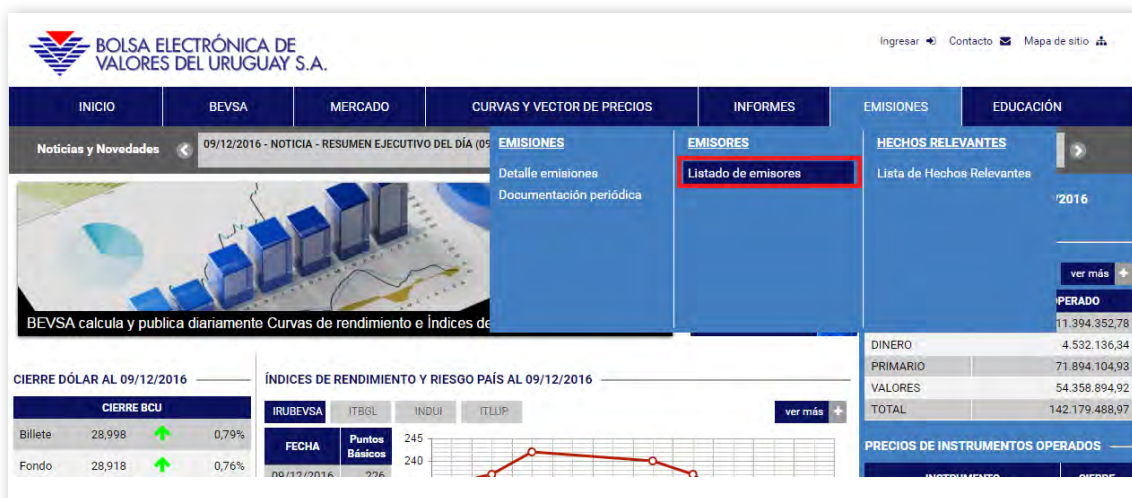 BOLSA ELECTRÓNICA DE
VALORES DEL URUGUAY S.A.
Ingresar Contacto Mapa de sitio
INICIO BEVSA MERCADO CURVAS Y VECTOR DE PRECIOS INFORMES EMISIONES EDUCACIÓN
Noticias y Novedades
09/12/2016 - NOTICIA - RESUMEN EJECUTIVO DEL DÍA (09
EMISIONES
Detalle emisiones
Documentación periódica
EMISORES
Listado de emisores
HECHOS RELEVANTES
Lista de Hechos Relevantes
/2016
BEVSA calcula y publica diariamente Curvas de rendimiento e Índices de
ver más
OPERADO
11.394.352,78
DINERO 4.532.136,34
PRIMARIO 71.894.104,93
VALORES 54.358.894,92
TOTAL 142.179.488,97
CIERRE DÓLAR AL 09/12/2016
CIERRE BCU
Billete 28,998 0,79%
Fondo 28,918 0,76%
ÍNDICES DE RENDIMIENTO Y RIESGO PAÍS AL 09/12/2016
IRUBEVSA ITBGL INDUI ITLUP ver más
FECHA Puntos Básicos
09/12/2016 226
245
240
PRECIOS DE INSTRUMENTOS OPERADOS
INSTRUMENTO CIERRE